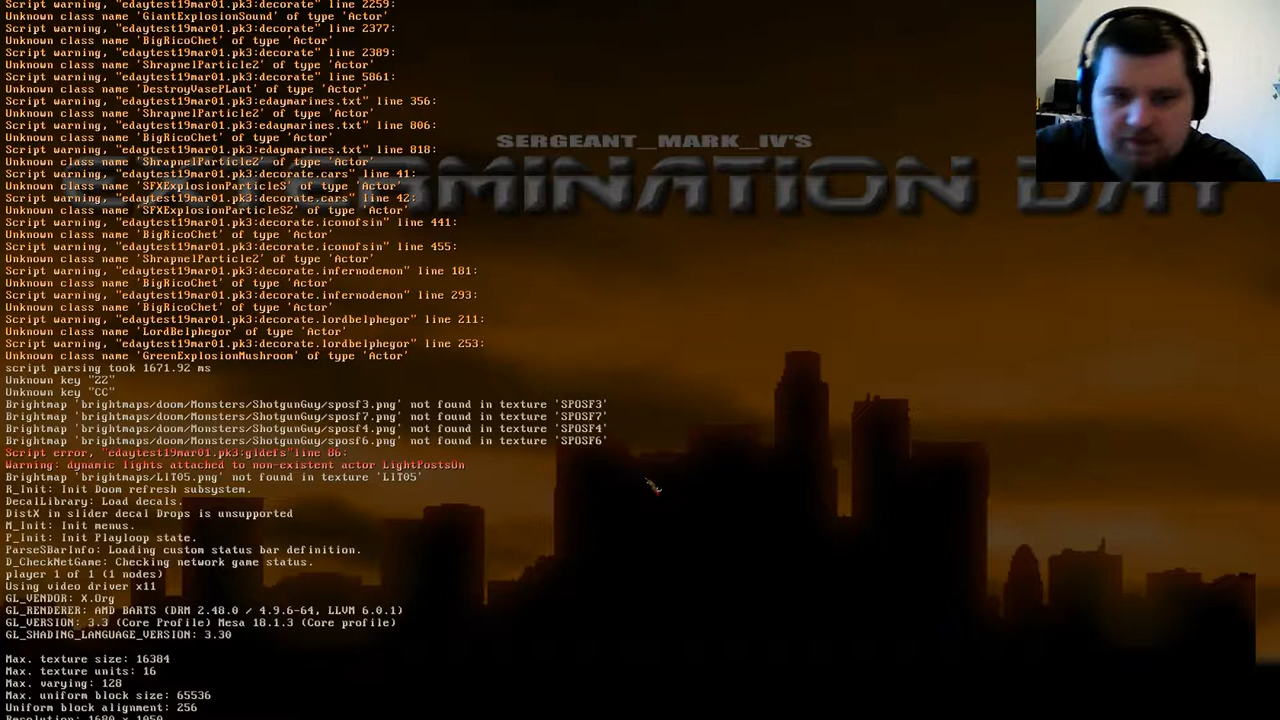 Script warning, "edaytest19mar01.pk3:decorate" line 2259:
Unknown class name 'GiantExplosionSound' of type 'Actor'
Script warning, "edaytest19mar01.pk3:decorate" line 2377:
Unknown class name 'BigRicoChet' of type 'Actor'
Script warning, "edaytest19mar01.pk3:decorate" line 2389:
Unknown class name 'ShrapnelParticle2' of type 'Actor'
Script warning, "edaytest19mar01.pk3:decorate" line 5861:
Unknown class name 'DestroyVasePLant' of type 'Actor'
Script warning, "edaytest19mar01.pk3:edaymarines.txt" line 356:
Unknown class name 'ShrapnelParticle2' of type 'Actor'
Script warning, "edaytest19mar01.pk3:edaymarines.txt" line 806:
Unknown class name 'BigRicoChet' of type 'Actor'
Script warning, "edaytest19mar01.pk3:edaymarines.txt" line 818:
Unknown class name 'ShrapnelParticle2' of type 'Actor'
Script warning, "edaytest19mar01.pk3:decorate.cars" line 41:
Unknown class name 'SFXExplosionParticleS' of type 'Actor'
Script warning, "edaytest19mar01.pk3:decorate.cars" line 42:
Unknown class name 'SFXExplosionParticleS2' of type 'Actor'
Script warning, "edaytest19mar01.pk3:decorate.iconofsin" line 441:
Unknown class name 'BigRicoChet' of type 'Actor'
Script warning, "edaytest19mar01.pk3:decorate.iconofsin" line 455:
Unknown class name 'ShrapnelParticle2' of type 'Actor'
Script warning, "edaytest19mar01.pk3:decorate.infernodemon" line 181:
Unknown class name 'BigRicoChet' of type 'Actor'
Script warning, "edaytest19mar01.pk3:decorate.infernodemon" line 293:
Unknown class name 'BigRicoChet' of type 'Actor'
Script warning, "edaytest19mar01.pk3:decorate.lordbelphegor" line 211:
Unknown class name 'LordBelphegor' of type 'Actor'
Script warning, "edaytest19mar01.pk3:decorate.lordbelphegor" line 253:
Unknown class name 'GreenExplosionMushroom' of type 'Actor'
script parsing took 1671.92 ms
Unknown key "ZZ"
Unknown key "CC"
Brightmap 'brightmaps/doom/Monsters/ShotgunGuy/sposf3.png' not found in texture 'SPOSF3'
Brightmap 'brightmaps/doom/Monsters/ShotgunGuy/sposf7.png' not found in texture 'SPOSF7'
Brightmap 'brightmaps/doom/Monsters/ShotgunGuy/sposf4.png' not found in texture 'SPOSF4'
Brightmap 'brightmaps/doom/Monsters/ShotgunGuy/sposf6.png' not found in texture 'SPOSF6'
Script error, "edaytest19mar01.pk3:gldefs"line 86:
Warning: dynamic lights attached to non-existent actor LightPostsOn
Brightmap 'brightmaps/LIT05.png' not found in texture 'LIT05'
R_Init: Init Doom refresh subsystem.
DecalLibrary: Load decals.
DistX in slider decal Drops is unsupported
M_Init: Init menus.
P_Init: Init Playloop state.
ParseSBarInfo: Loading custom status bar definition.
D_CheckNetGame: Checking network game status.
player 1 of 1 (1 nodes)
Using video driver x11
GL_VENDOR: X.Org
GL_RENDERER: AMD BARTS (DRM 2.48.0 / 4.9.6-64, LLVM 6.0.1)
GL_VERSION: 3.3 (Core Profile) Mesa 18.1.3 (Core profile)
GL_SHADING_LANGUAGE_VERSION: 3.30
Max. texture size: 16384
Max. texture units: 16
Max. varying: 128
Max. uniform block size: 65536
Uniform block alignment: 256
Resolution: 1680 x 1050
SERGEANT_MARK_IV'S
RMINATION DAY